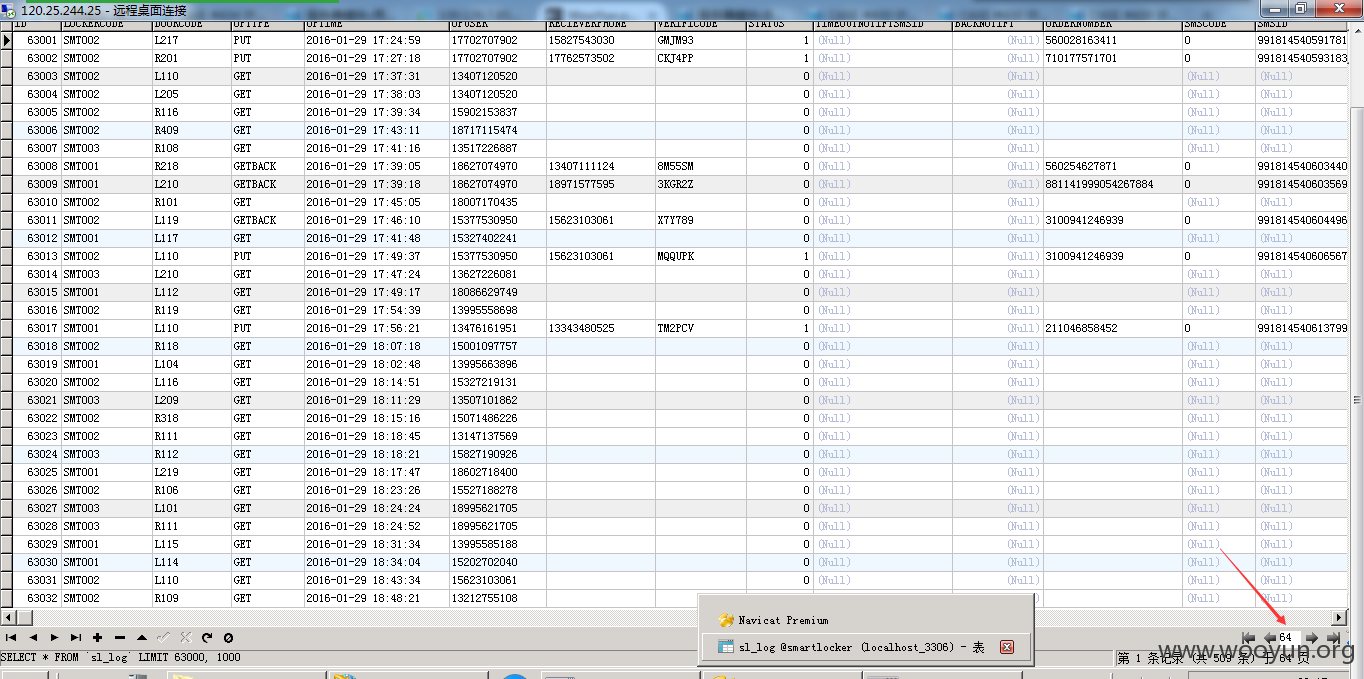 120.25.244.25 - 远程桌面连接
ID LOCKERCODE DOORCODE OPTYPE OPTIME OPUSER RECIEVERPHONE VERIFICODE STATUS TIMEOUTNOTIFYSMSID BACKNOTIFY ORDERNUMBER SMSCODE SMSID
63001 SMT002 L217 PUT 2016-01-29 17:24:59 17702707902 15827543030 GMJM93 1 (Null) (Null) 560028163411 0 991814540591781
63002 SMT002 R201 PUT 2016-01-29 17:27:18 17702707902 17762573502 CKJ4PP 1 (Null) (Null) 710177571701 0 991814540593183
63003 SMT002 L110 GET 2016-01-29 17:37:31 13407120520 0 (Null) (Null) (Null) (Null)
63004 SMT002 L205 GET 2016-01-29 17:38:03 13407120520 0 (Null) (Null) (Null) (Null)
63005 SMT002 R116 GET 2016-01-29 17:39:34 15902153837 0 (Null) (Null) (Null) (Null)
63006 SMT002 R409 GET 2016-01-29 17:43:11 18717115474 0 (Null) (Null) (Null) (Null)
63007 SMT003 R108 GET 2016-01-29 17:41:16 13517226887 0 (Null) (Null) (Null) (Null)
63008 SMT001 R218 GETBACK 2016-01-29 17:39:05 18627074970 13407111124 8M55SM 0 (Null) (Null) 560254627871 0 991814540603440
63009 SMT001 L210 GETBACK 2016-01-29 17:39:18 18627074970 18971577595 3KGR2Z 0 (Null) (Null) 881141999054267884 0 991814540603569
63010 SMT002 R101 GET 2016-01-29 17:45:05 18007170435 0 (Null) (Null) (Null) (Null)
63011 SMT002 L119 GETBACK 2016-01-29 17:46:10 15377530950 15623103061 X7Y789 0 (Null) (Null) 3100941246939 0 991814540604496
63012 SMT001 L117 GET 2016-01-29 17:41:48 15327402241 0 (Null) (Null) (Null) (Null)
63013 SMT002 L110 PUT 2016-01-29 17:49:37 15377530950 15623103061 MQQUPK 1 (Null) (Null) 3100941246939 0 991814540606567
63014 SMT003 L210 GET 2016-01-29 17:47:24 13627226081 0 (Null) (Null) (Null) (Null)
63015 SMT001 L112 GET 2016-01-29 17:49:17 18086629749 0 (Null) (Null) (Null) (Null)
63016 SMT002 R119 GET 2016-01-29 17:54:39 13995558698 0 (Null) (Null) (Null) (Null)
63017 SMT001 L110 PUT 2016-01-29 17:56:21 13476161951 13343480525 TM2PCV 1 (Null) (Null) 211046858452 0 991814540613799
63018 SMT002 R118 GET 2016-01-29 18:07:18 15001097757 0 (Null) (Null) (Null) (Null)
63019 SMT001 L104 GET 2016-01-29 18:02:48 13995663896 0 (Null) (Null) (Null) (Null)
63020 SMT002 L116 GET 2016-01-29 18:14:51 15327219131 0 (Null) (Null) (Null) (Null)
63021 SMT003 L209 GET 2016-01-29 18:11:29 13507101862 0 (Null) (Null) (Null) (Null)
63022 SMT002 R318 GET 2016-01-29 18:15:16 15071486226 0 (Null) (Null) (Null) (Null)
63023 SMT002 R111 GET 2016-01-29 18:18:45 13147137569 0 (Null) (Null) (Null) (Null)
63024 SMT003 R112 GET 2016-01-29 18:18:21 15827190926 0 (Null) (Null) (Null) (Null)
63025 SMT001 L219 GET 2016-01-29 18:17:47 18602718400 0 (Null) (Null) (Null) (Null)
63026 SMT002 R106 GET 2016-01-29 18:23:26 15527188278 0 (Null) (Null) (Null) (Null)
63027 SMT003 L101 GET 2016-01-29 18:24:24 18995621705 0 (Null) (Null) (Null) (Null)
63028 SMT003 R111 GET 2016-01-29 18:24:52 18995621705 0 (Null) (Null) (Null) (Null)
63029 SMT001 L115 GET 2016-01-29 18:31:34 13995585188 0 (Null) (Null) (Null) (Null)
63030 SMT001 L114 GET 2016-01-29 18:34:04 15202702040 0 (Null) (Null) (Null) (Null)
63031 SMT002 L110 GET 2016-01-29 18:43:34 15623103061 0 (Null) (Null) (Null) (Null)
63032 SMT002 R109 GET 2016-01-29 18:48:21 13212755108 (Null) (Null)
Navicat Premium
64
sl_log @smartlocker (localhost_3306) - 表
SELECT * FROM `sl_log` LIMIT 63000, 1000
第 1 条记录 (共 509 条) 于 64 页
www.wooyun.org